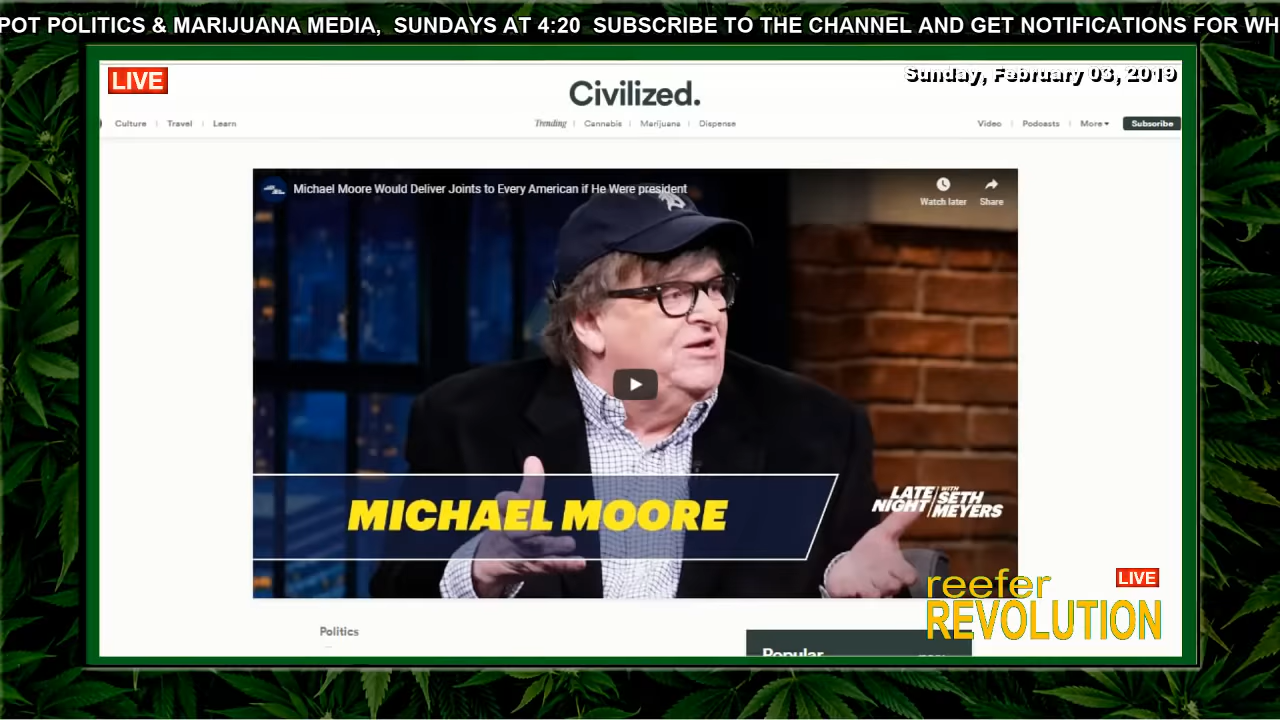 POT POLITICS & MARIJUANA MEDIA, SUNDAYS AT 4:20 SUBSCRIBE TO THE CHANNEL AND GET NOTIFICATIONS FOR WH
LIVE
Sunday, February 03, 2019
Civilized.
Culture Travel Learn
Trending Cannabis Marijuana Dispense
Video Podcasts More Subscribe
Michael Moore Would Deliver Joints to Every American if He Were president
Watch later Share
MICHAEL MOORE
LATE NIGHT WITH SETH MEYERS
reefer
REVOLUTION
LIVE
Politics
Popular